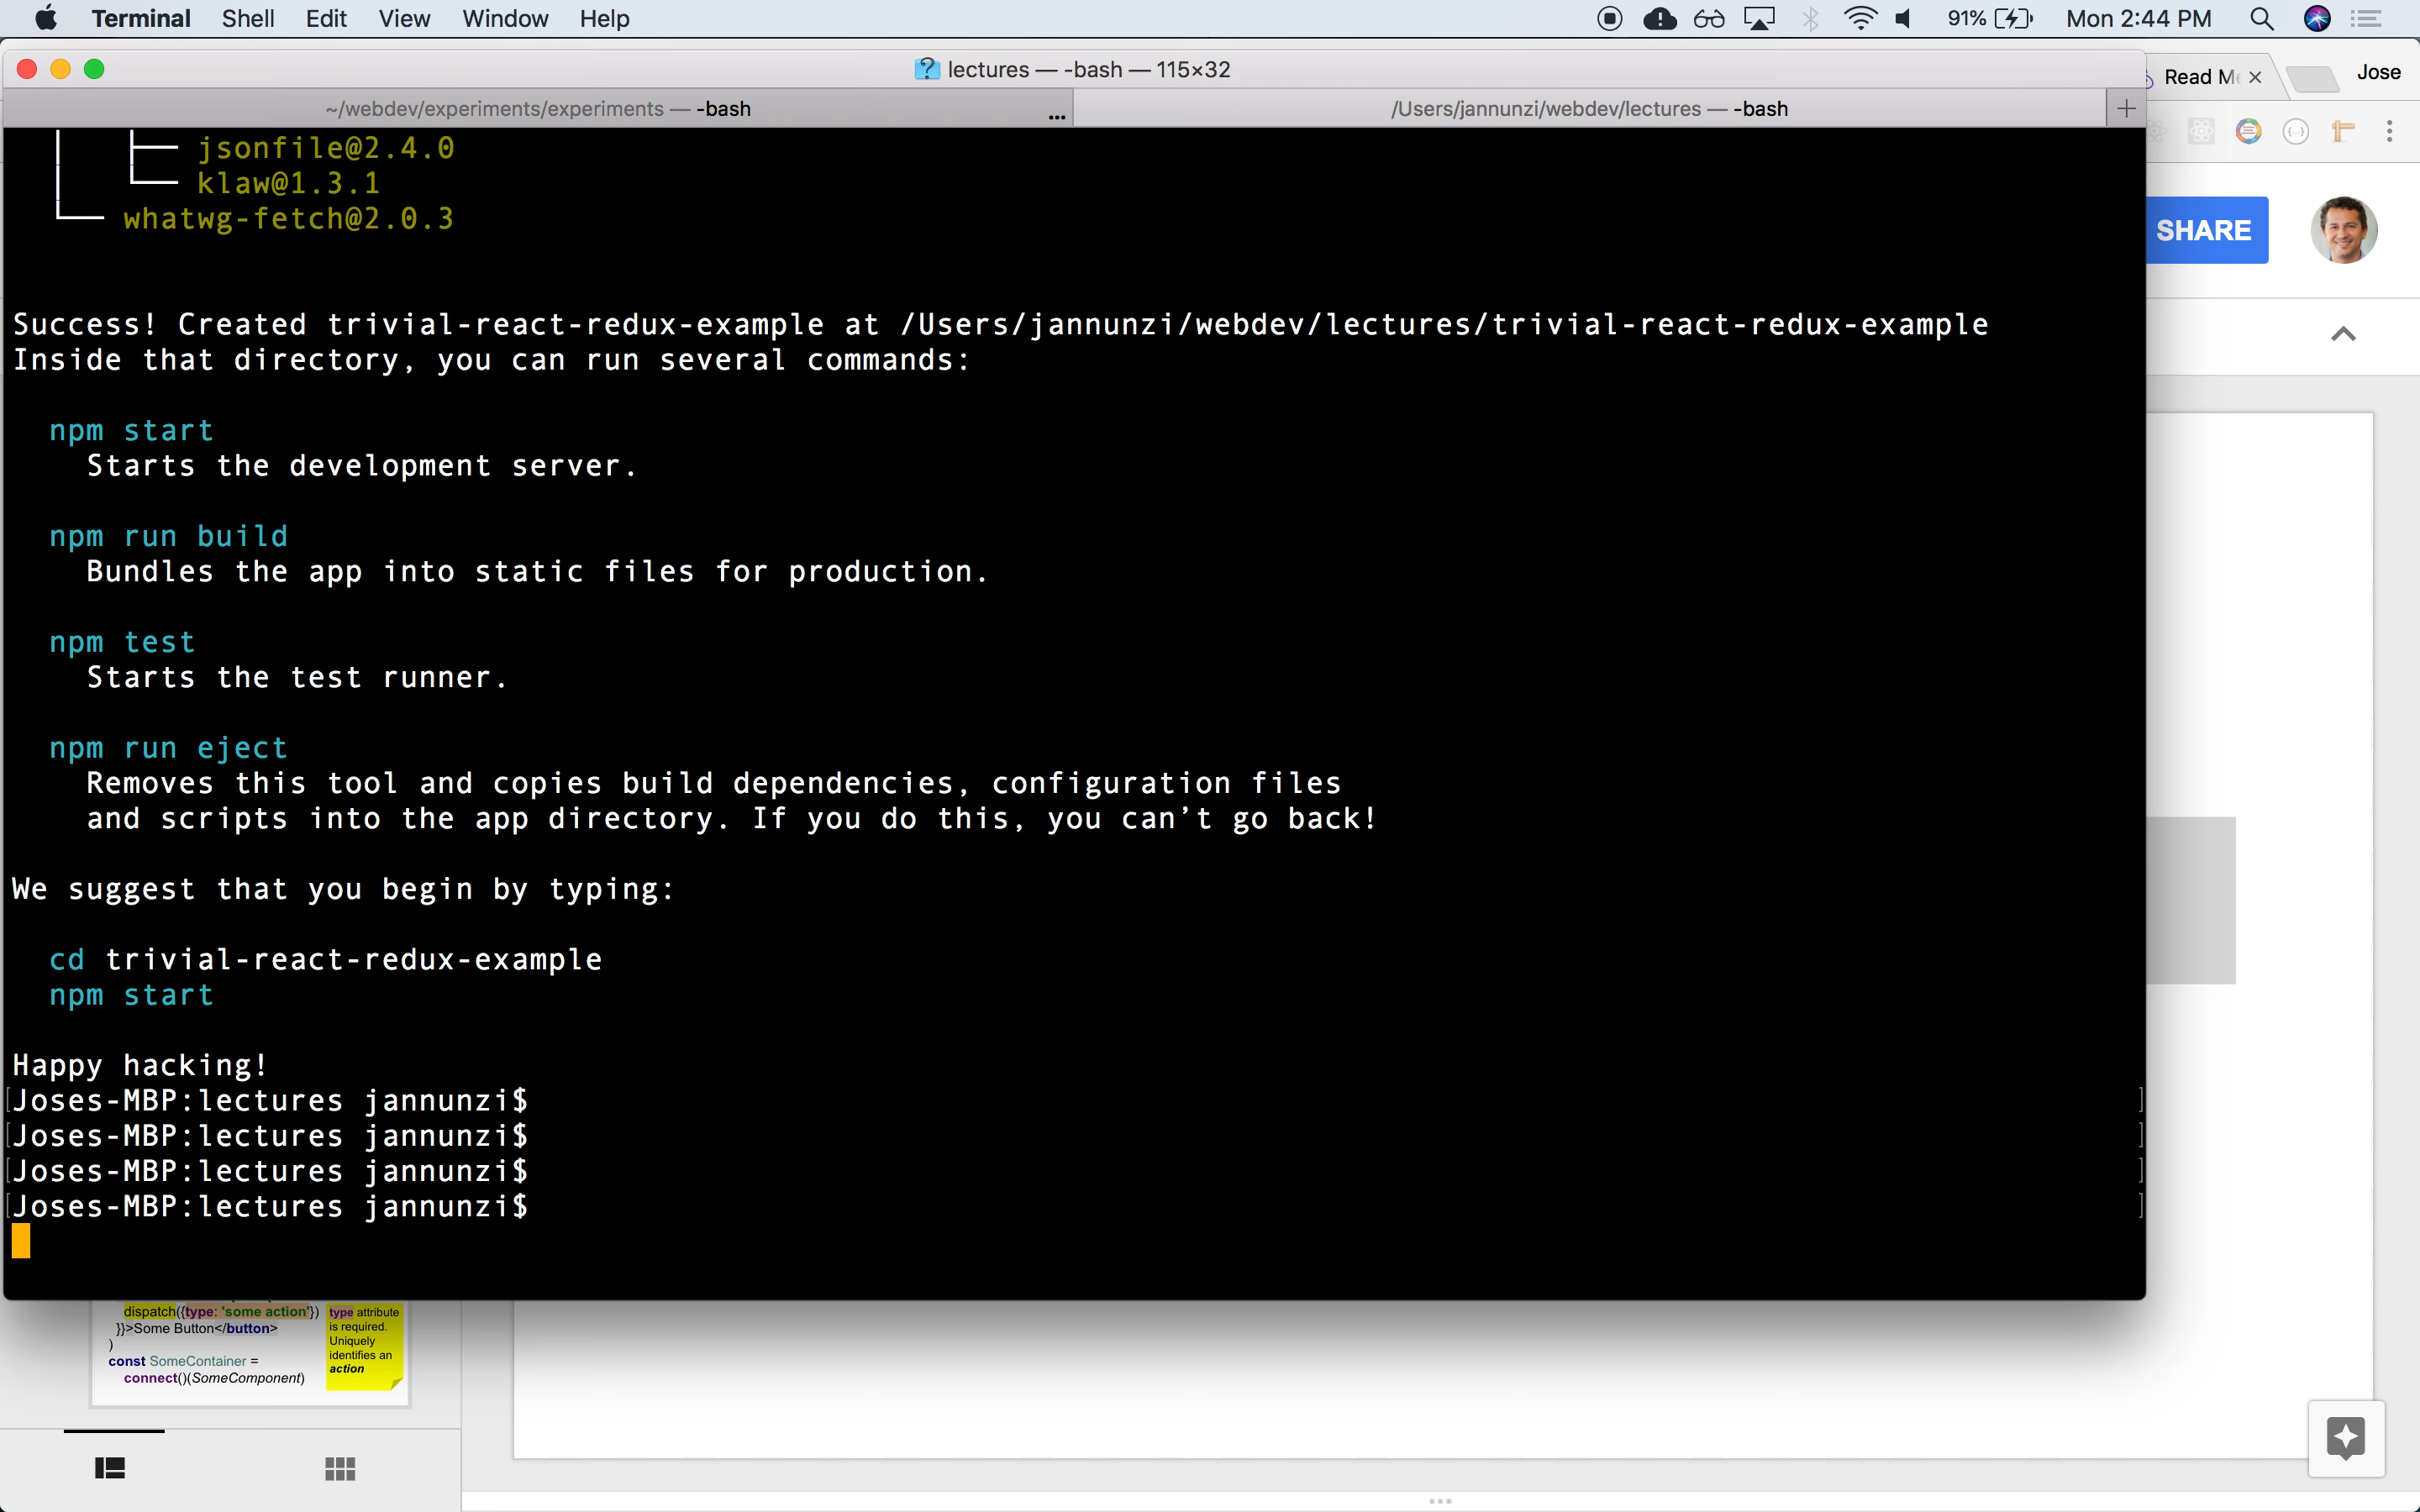 Terminal Shell Edit View Window Help 91% Mon 2:44 PM
lectures — -bash — 115×32
Read Me Jose
~/webdev/experiments/experiments — -bash ... /Users/jannunzi/webdev/lectures — -bash +
├── jsonfile@2.4.0
└── klaw@1.3.1
└── whatwg-fetch@2.0.3
SHARE
Success! Created trivial-react-redux-example at /Users/jannunzi/webdev/lectures/trivial-react-redux-example
Inside that directory, you can run several commands:
npm start
Starts the development server.
npm run build
Bundles the app into static files for production.
npm test
Starts the test runner.
npm run eject
Removes this tool and copies build dependencies, configuration files
and scripts into the app directory. If you do this, you can’t go back!
We suggest that you begin by typing:
cd trivial-react-redux-example
npm start
Happy hacking!
[Joses-MBP:lectures jannunzi$ ]
[Joses-MBP:lectures jannunzi$ ]
[Joses-MBP:lectures jannunzi$ ]
[Joses-MBP:lectures jannunzi$ ]
dispatch({type: 'some action'})
}}>Some Button</button>
)
const SomeContainer =
connect()(SomeComponent)
type attribute
is required.
Uniquely
identifies an
action